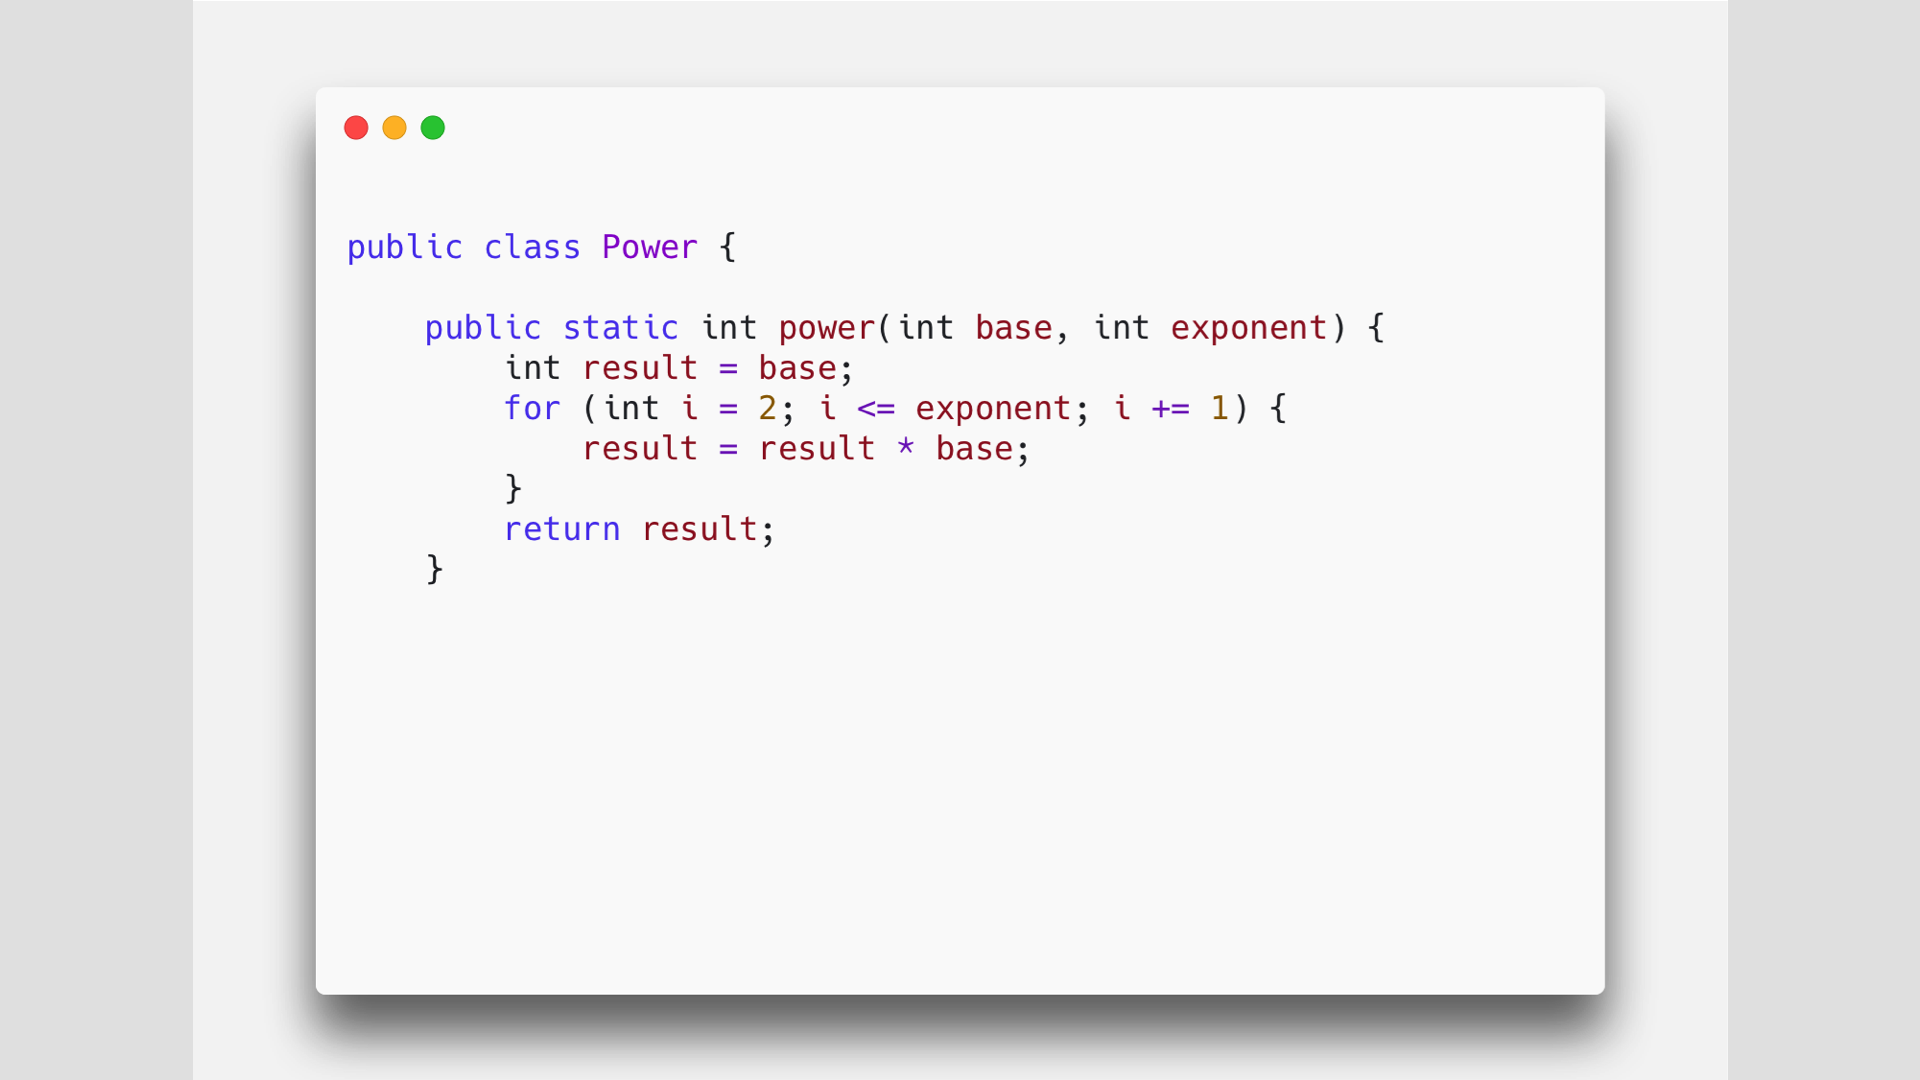 public class Power {
    public static int power(int base, int exponent) {
        int result = base;
        for (int i = 2; i <= exponent; i += 1) {
            result = result * base;
        }
        return result;
    }